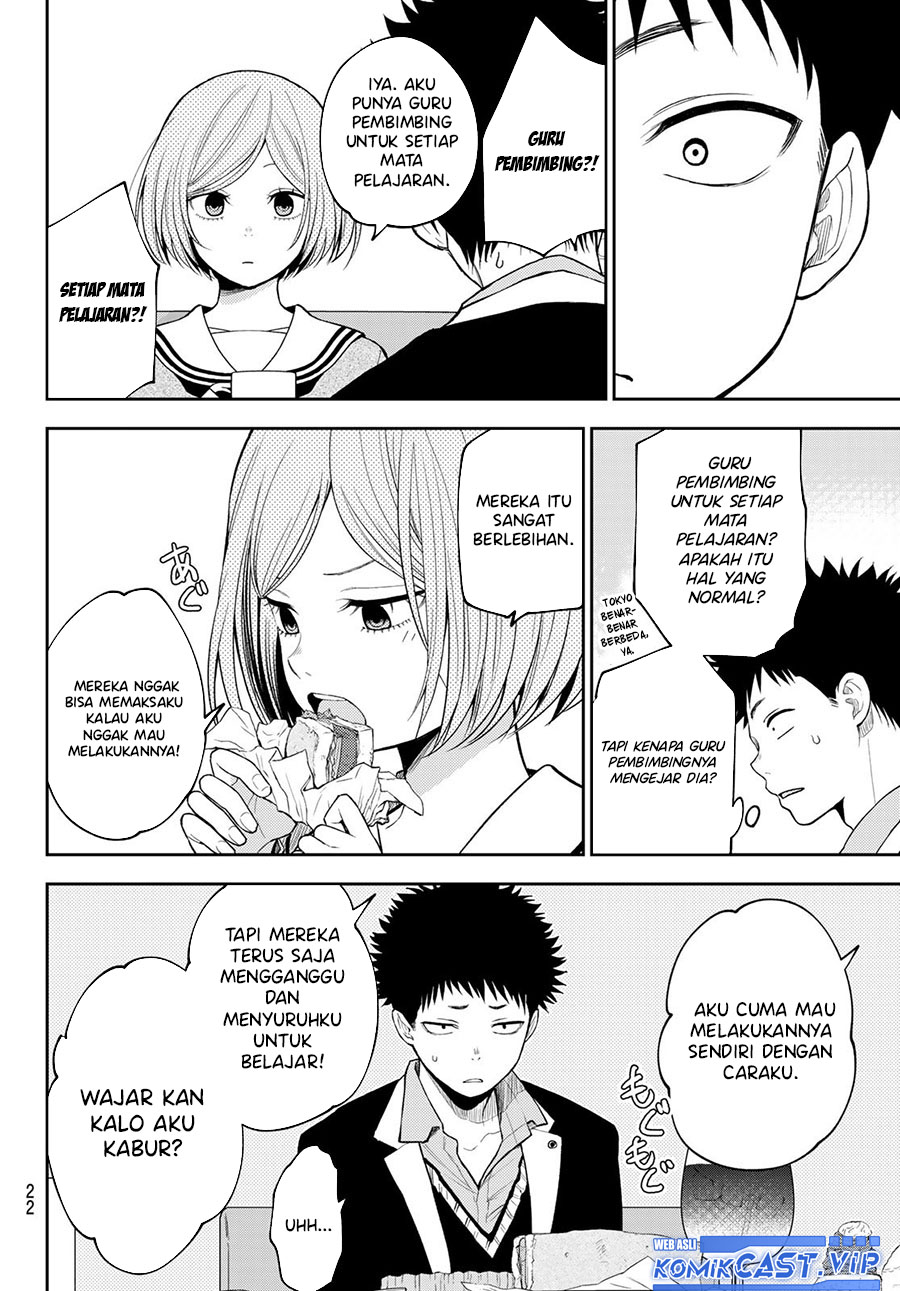 GURU
PEMBIMBING?!
IYA. AKU
PUNYA GURU
PEMBIMBING
UNTUK SETIAP
MATA
PELAJARAN.
SETIAP MATA
PELAJARAN?!
GURU
PEMBIMBING
UNTUK SETIAP
MATA
PELAJARAN?
APAKAH ITU
HAL YANG
NORMAL?
TOKYO
BENAR-
BENAR
BERBEDA,
YA.
TAPI KENAPA GURU
PEMBIMBINGNYA
MENGEJAR DIA?
MEREKA ITU
SANGAT
BERLEBIHAN.
あぐ
MEREKA NGGAK
BISA MEMAKSAKU
KALAU AKU
NGGAK MAU
MELAKUKANNYA!
AKU CUMA MAU
MELAKUKANNYA
SENDIRI DENGAN
CARAKU.
もぐもぐ
TAPI MEREKA
TERUS SAJA
MENGGANGGU
DAN
MENYURUHKU
UNTUK
BELAJAR!
WAJAR KAN
KALO AKU
KABUR?
UHH...
22
WEB ASLI
KOMIKCAST.VIP